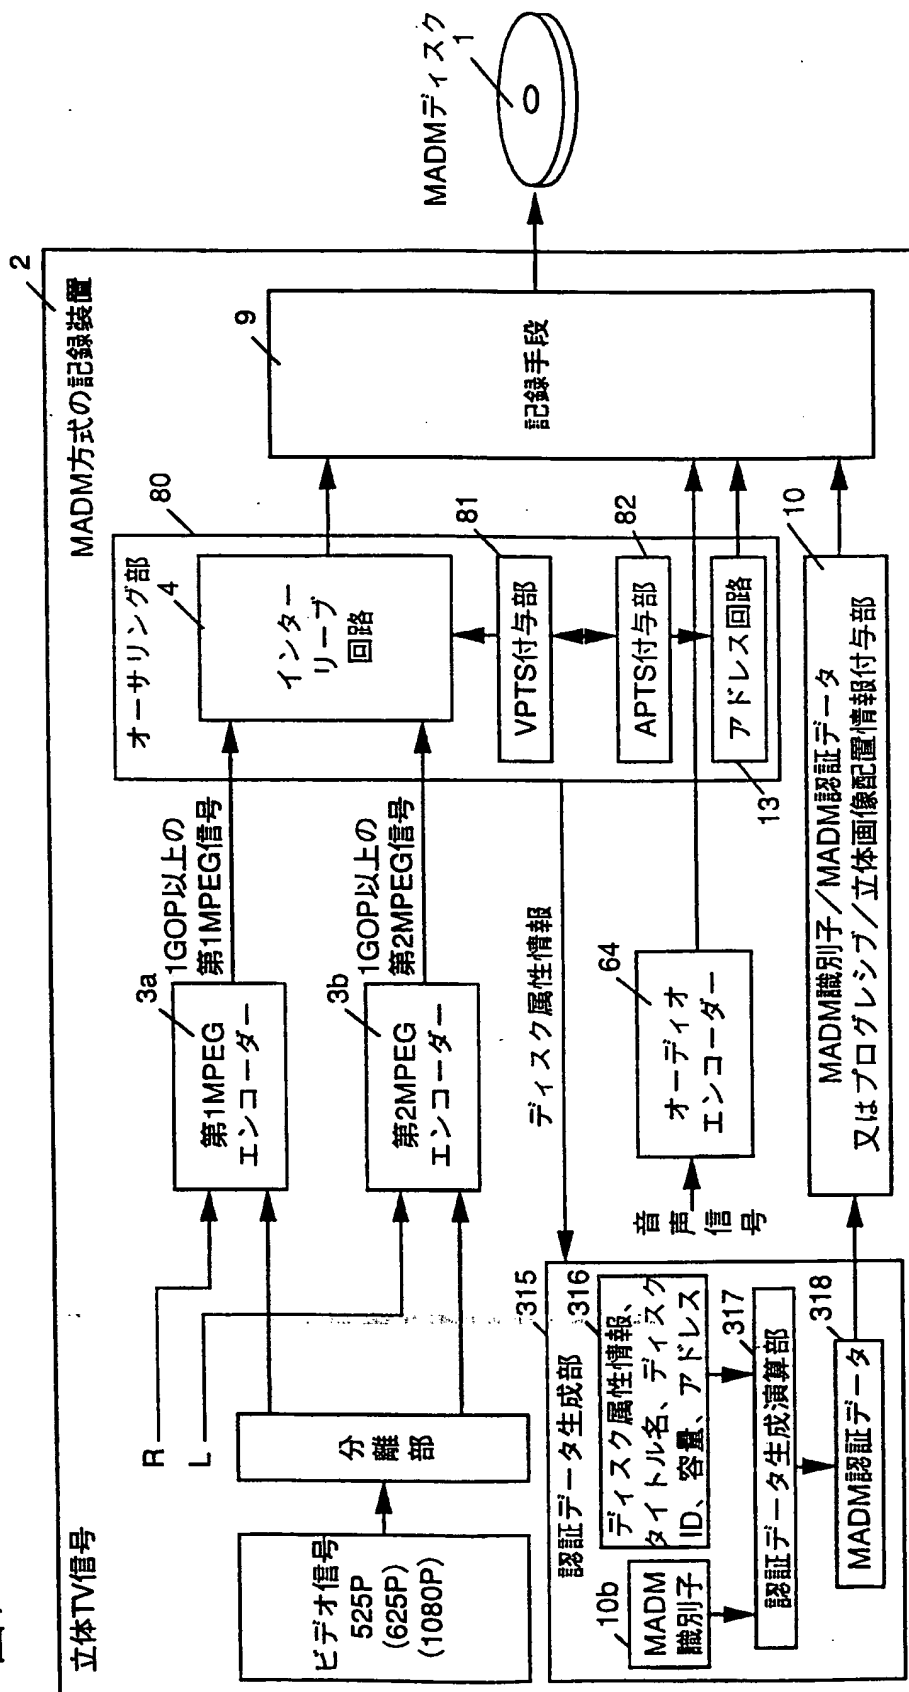 立体TV信号
MADM方式の記録装置
2
ビデオ信号
525P
(625P)
(1080P)
分離部
R
L
3a
第1MPEG
エンコーダー
1GOP以上の
第1MPEG信号
3b
第2MPEG
エンコーダー
1GOP以上の
第2MPEG信号
オーサリング部
80
4
インター
リーブ
回路
81
VPTS付与部
82
APTS付与部
13
アドレス回路
9
記録手段
MADMディスク
1
ディスク属性情報
音声信号
64
オーディオ
エンコーダー
認証データ生成部
315
10b
MADM
識別子
316
ディスク属性情報、
タイトル名、ディスク
ID、容量、アドレス
317
認証データ生成演算部
318
MADM認証データ
10
MADM識別子/MADM認証データ
又はプログレシブ/立体画像配置情報付与部